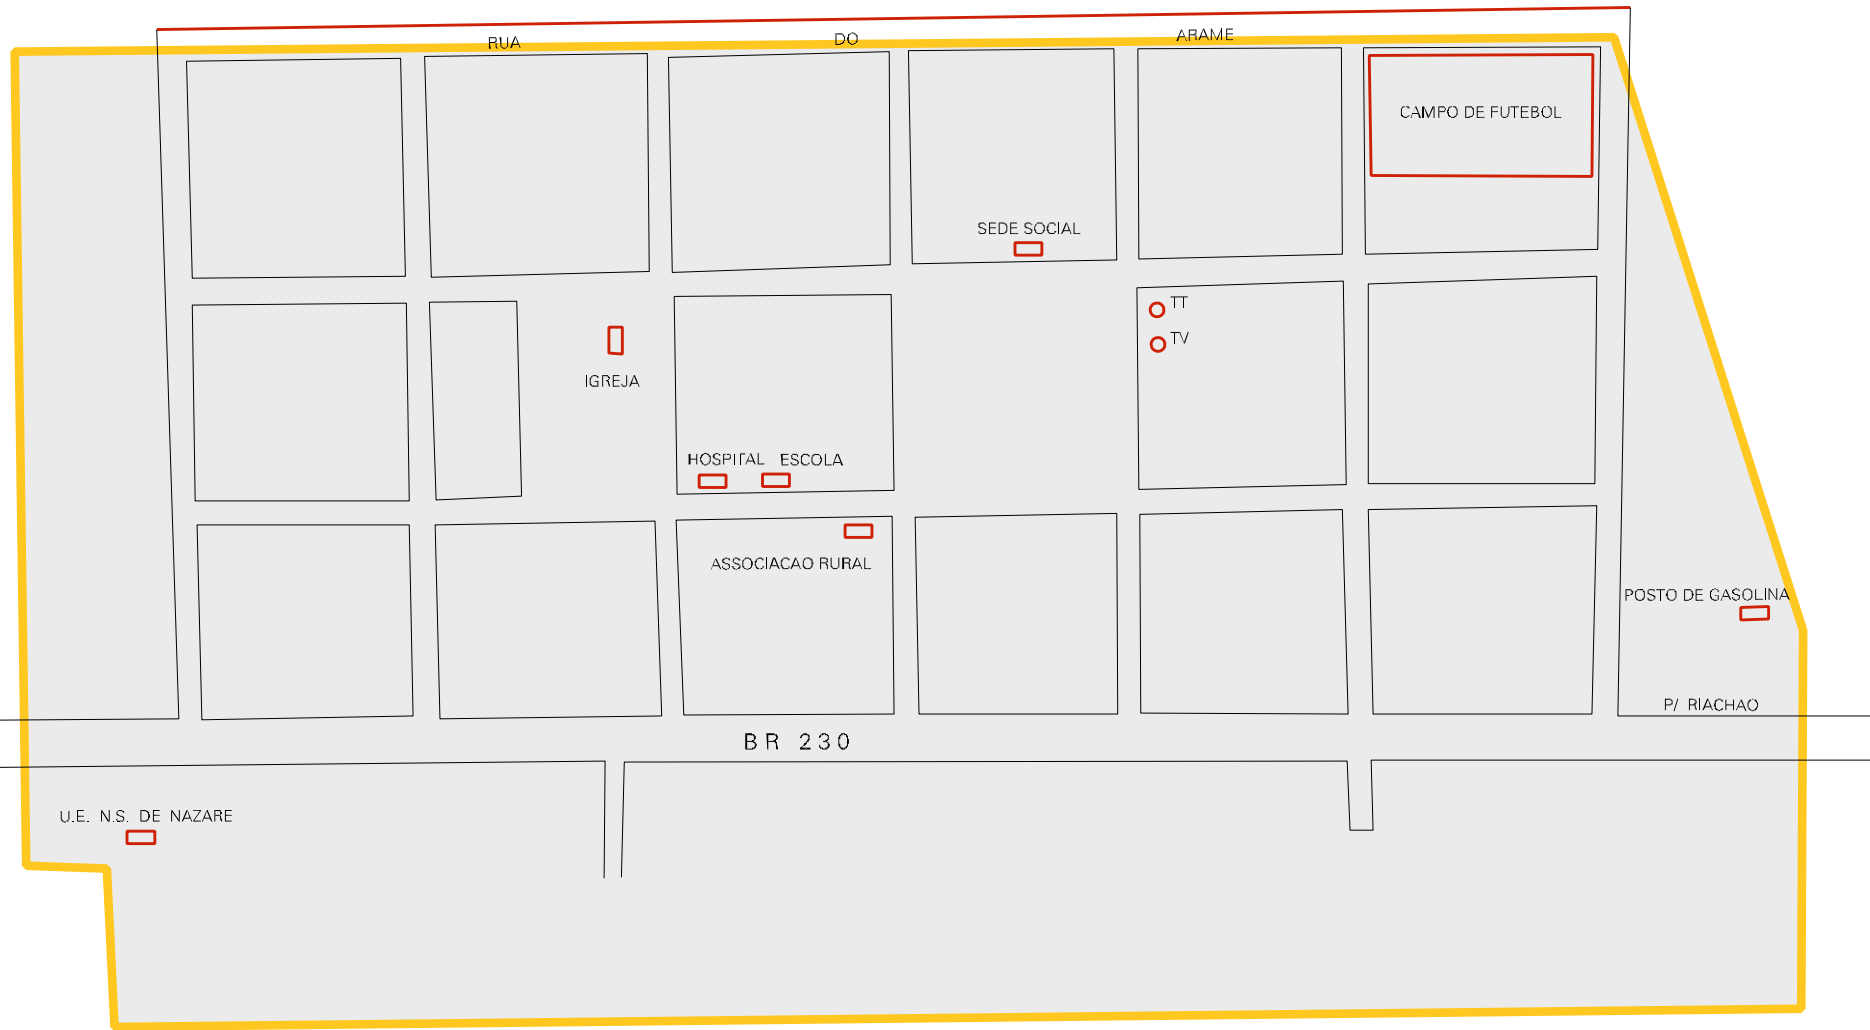 RUA DO ARAME
CAMPO DE FUTEBOL
SEDE SOCIAL
TT
TV
IGREJA
HOSPITAL ESCOLA
ASSOCIACAO RURAL
POSTO DE GASOLINA
P/ RIACHAO
BR 230
U.E. N.S. DE NAZARE